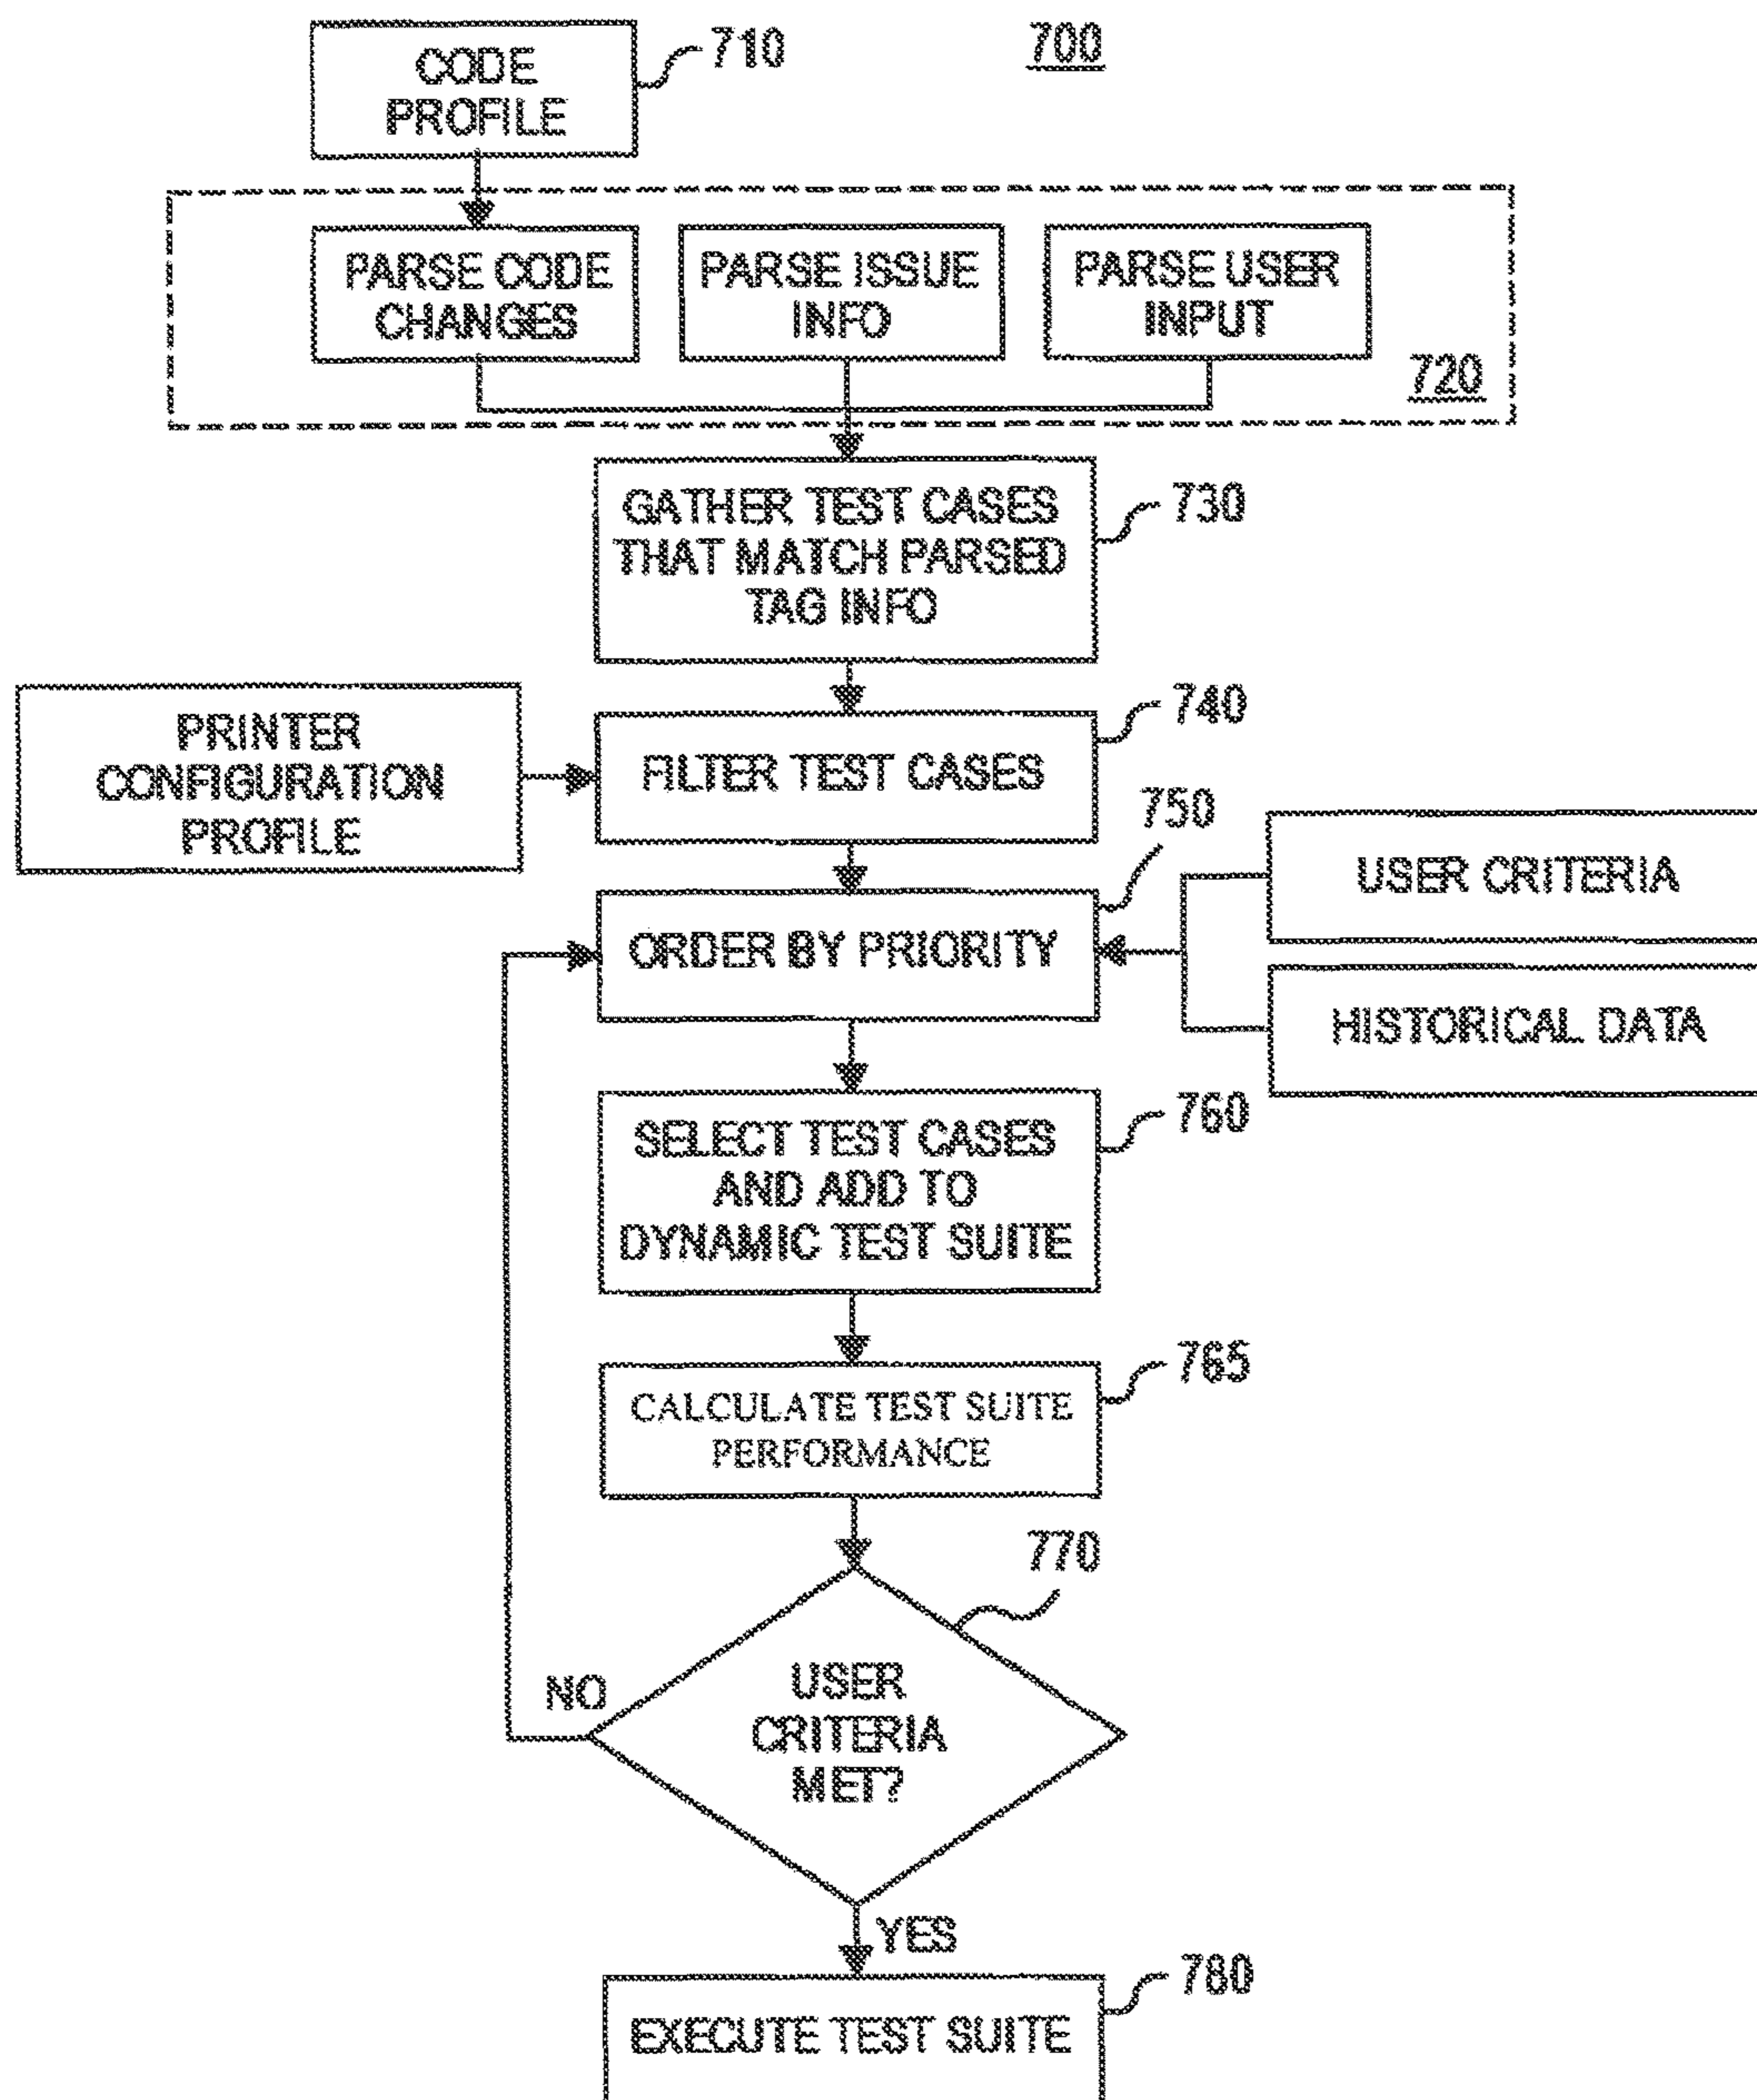 CODE
PROFILE
710
700
PARSE CODE
CHANGES
PARSE ISSUE
INFO
PARSE USER
INPUT
720
GATHER TEST CASES
THAT MATCH PARSED
TAG INFO
730
PRINTER
CONFIGURATION
PROFILE
FILTER TEST CASES
740
750
ORDER BY PRIORITY
USER CRITERIA
HISTORICAL DATA
SELECT TEST CASES
AND ADD TO
DYNAMIC TEST SUITE
760
CALCULATE TEST SUITE
PERFORMANCE
765
770
NO
USER
CRITERIA
MET?
YES
780
EXECUTE TEST SUITE